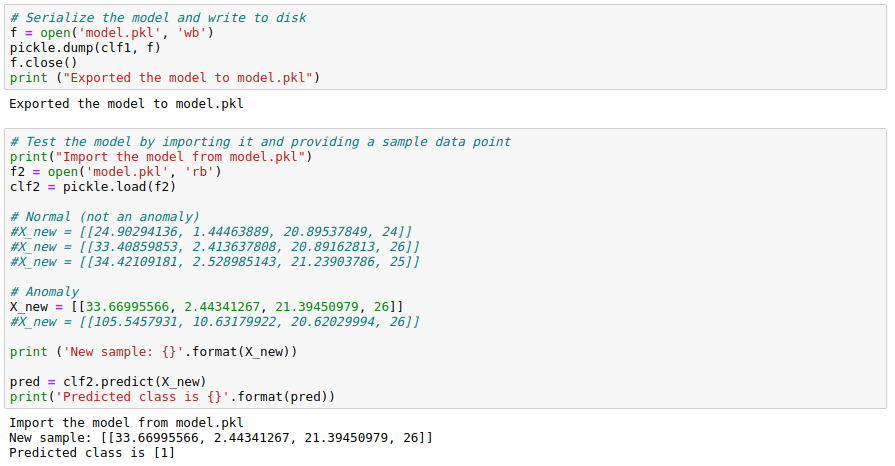 # Serialize the model and write to disk
f = open('model.pkl', 'wb')
pickle.dump(clf1, f)
f.close()
print ("Exported the model to model.pkl")
Exported the model to model.pkl
# Test the model by importing it and providing a sample data point
print("Import the model from model.pkl")
f2 = open('model.pkl', 'rb')
clf2 = pickle.load(f2)
# Normal (not an anomaly)
#X_new = [[24.90294136, 1.44463889, 20.89537849, 24]]
#X_new = [[33.40859853, 2.413637808, 20.89162813, 26]]
#X_new = [[34.42109181, 2.528985143, 21.23903786, 25]]
# Anomaly
X_new = [[33.66995566, 2.44341267, 21.39450979, 26]]
#X_new = [[105.5457931, 10.63179922, 20.62029994, 26]]
print ('New sample: {}'.format(X_new))
pred = clf2.predict(X_new)
print('Predicted class is {}'.format(pred))
Import the model from model.pkl
New sample: [[33.66995566, 2.44341267, 21.39450979, 26]]
Predicted class is [1]